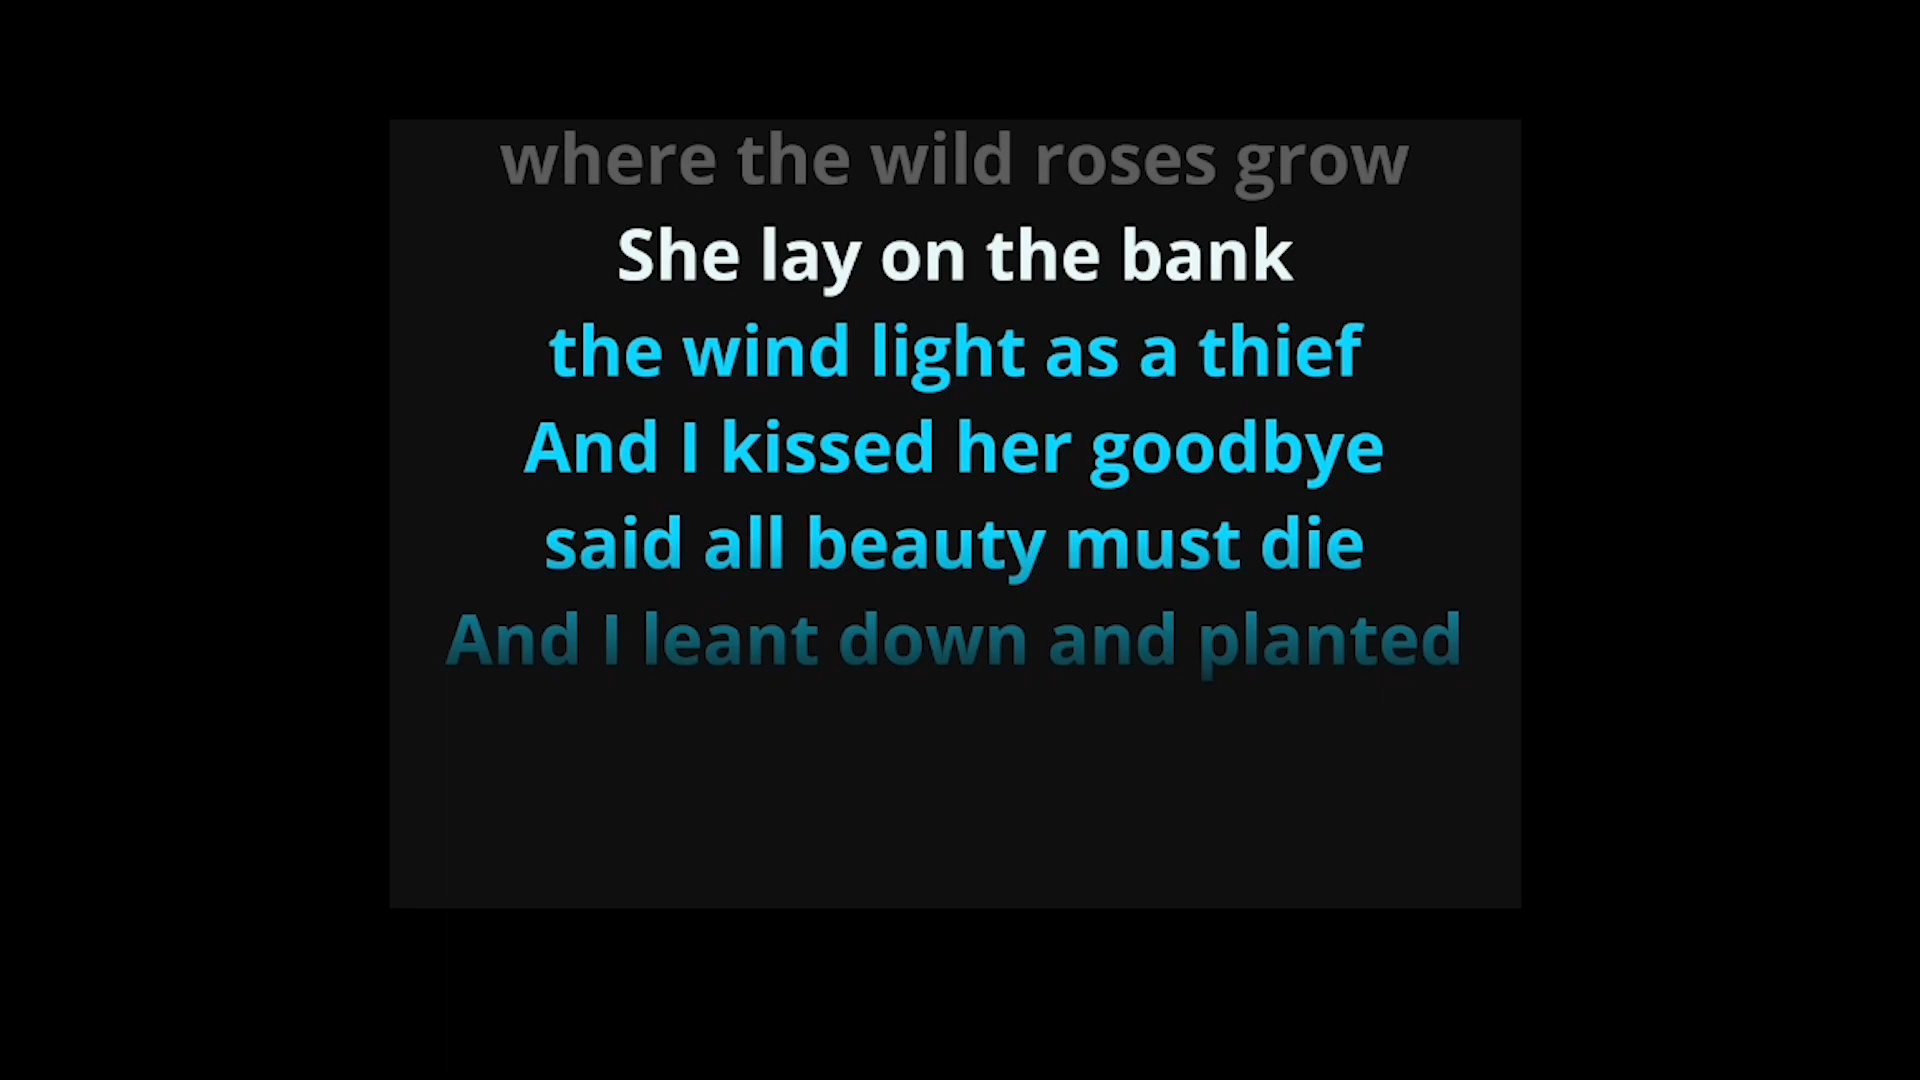 where the wild roses grow
She lay on the bank
the wind light as a thief
And I kissed her goodbye
said all beauty must die
And I leant down and planted